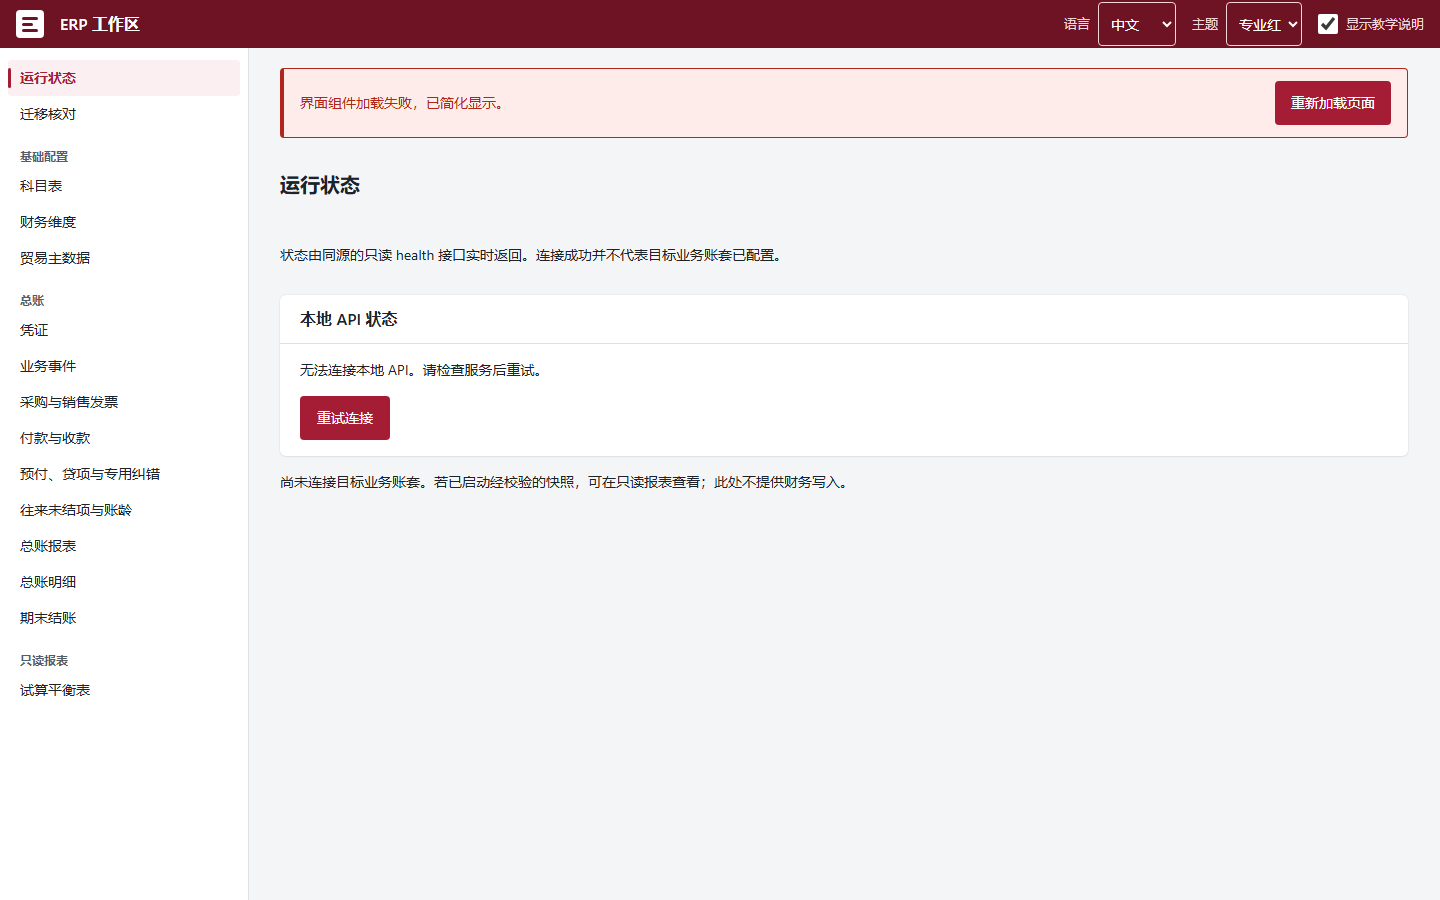 ERP 工作区
语言 中文 主题 专业红 显示教学说明
运行状态
迁移核对
基础配置
科目表
财务维度
贸易主数据
总账
凭证
业务事件
采购与销售发票
付款与收款
预付、贷项与专用纠错
往来未结项与账龄
总账报表
总账明细
期末结账
只读报表
试算平衡表
界面组件加载失败，已简化显示。
重新加载页面
运行状态
状态由同源的只读 health 接口实时返回。连接成功并不代表目标业务账套已配置。
本地 API 状态
无法连接本地 API。请检查服务后重试。
重试连接
尚未连接目标业务账套。若已启动经校验的快照，可在只读报表查看；此处不提供财务写入。